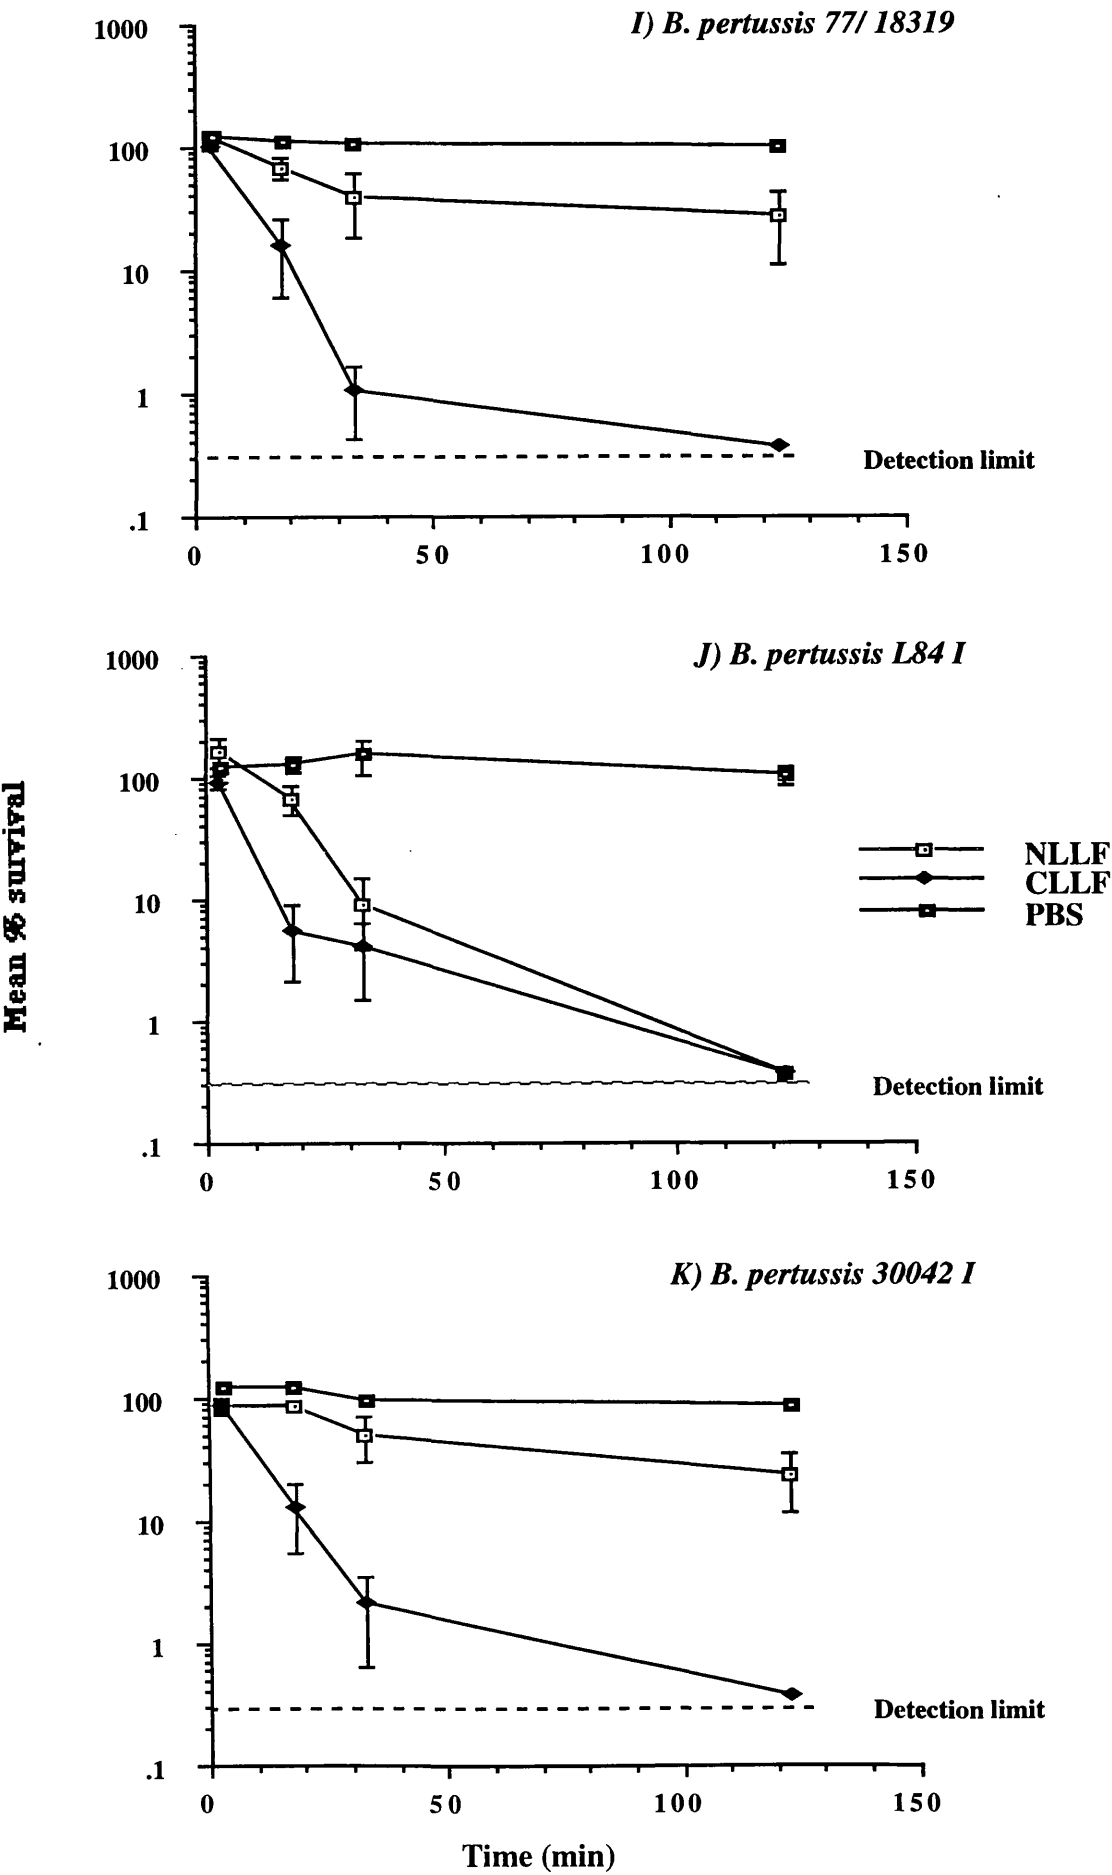 I) B. pertussis 77/ 18319
1000
100
10
1
.1
0 50 100 150
Detection limit
J) B. pertussis L84 I
1000
100
10
1
.1
0 50 100 150
Detection limit
Mean % survival
NLLF
CLLF
PBS
K) B. pertussis 30042 I
1000
100
10
1
.1
0 50 100 150
Detection limit
Time (min)